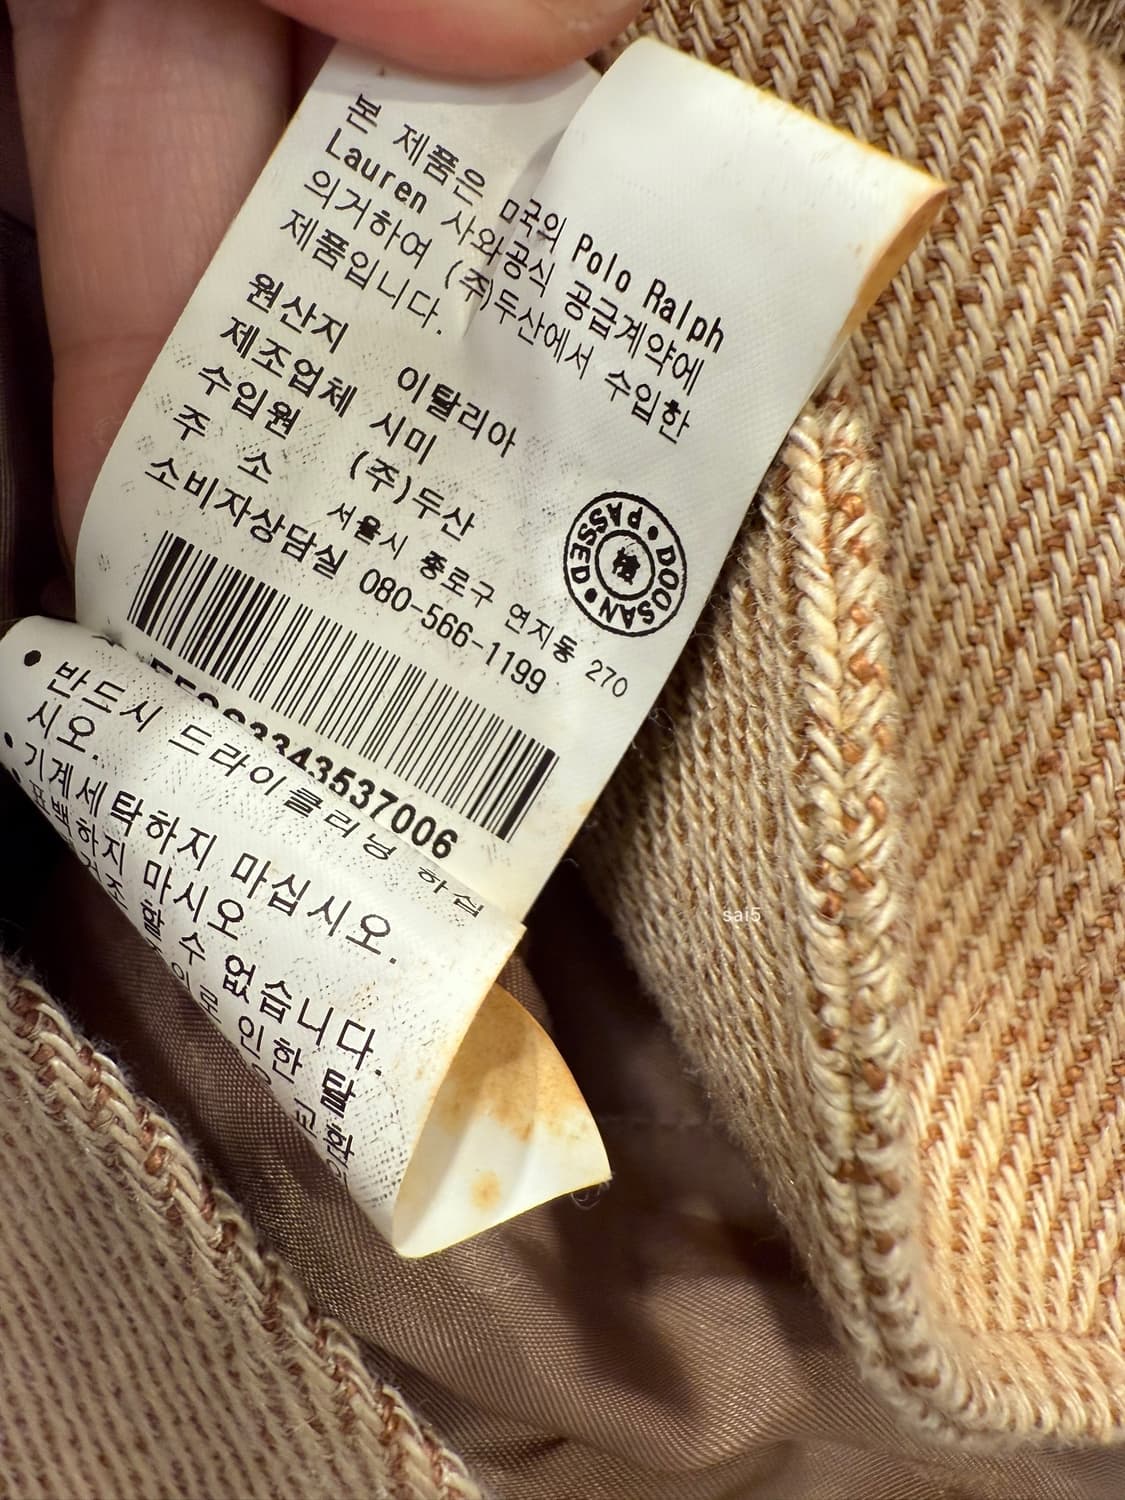 본 제품은 미국의 Polo Ralph
Lauren 사와공식 공급계약에
의거하여 (주)두산에서 수입한
제품입니다.
원산지 이탈리아
제조업체 시미
수입원 (주)두산
주 소 서울시 종로구 연지동 270
소비자상담실 080-566-1199
DOOSAN PASSED
34353​7006
반드시 드라이클리닝 하십
시오.
기계세탁하지 마십시오.
표백하지 마시오
건조 할 수 없습니다.
인한 탈
교환
sai5